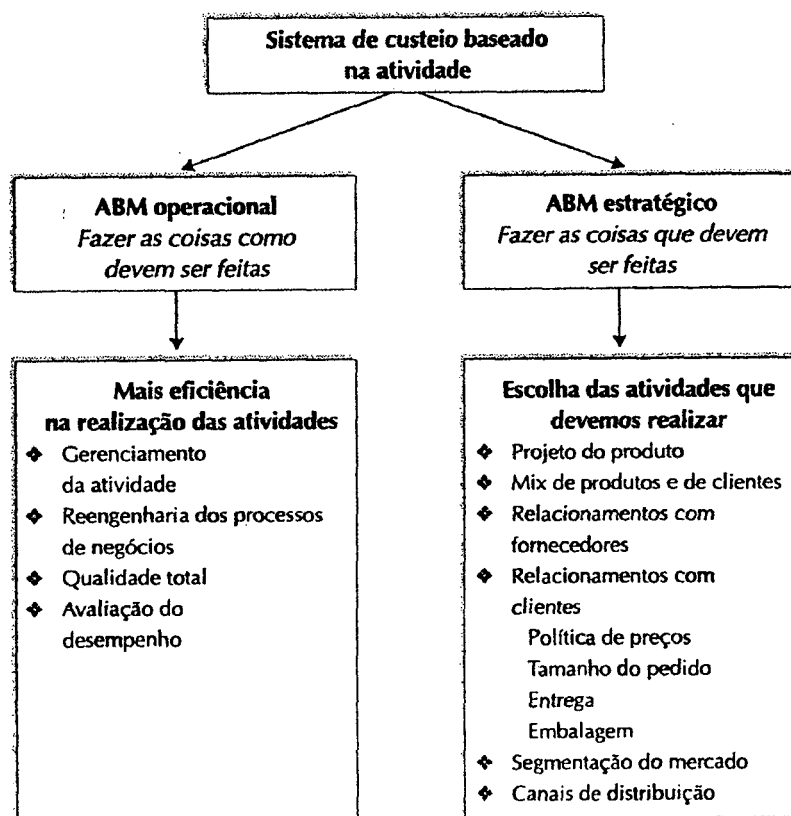 Sistema de custeio baseado
na atividade
ABM operacional
Fazer as coisas como
devem ser feitas
ABM estratégico
Fazer as coisas que devem
ser feitas
Mais eficiência
na realização das atividades
❖ Gerenciamento
da atividade
❖ Reengenharia dos processos
de negócios
❖ Qualidade total
❖ Avaliação do
desempenho
Escolha das atividades que
devemos realizar
❖ Projeto do produto
❖ Mix de produtos e de clientes
❖ Relacionamentos com
fornecedores
❖ Relacionamentos com
clientes
Política de preços
Tamanho do pedido
Entrega
Embalagem
❖ Segmentação do mercado
❖ Canais de distribuição